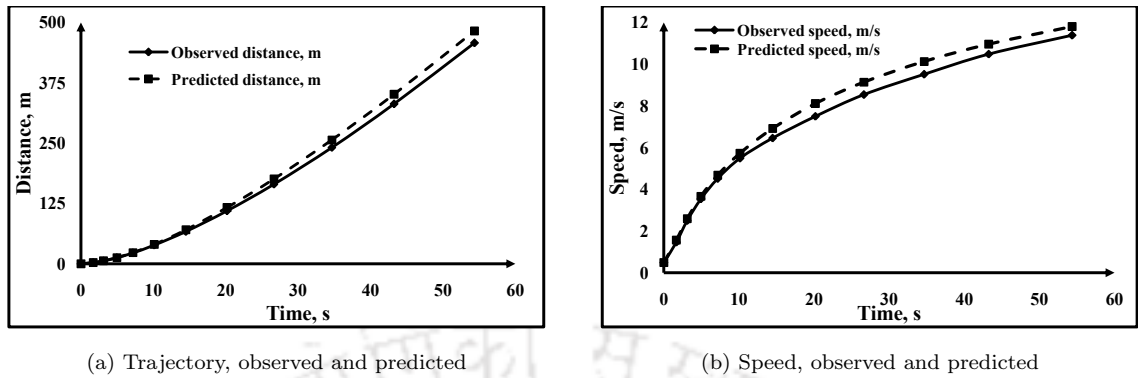 500
375
250
125
0
Distance, m
Observed distance, m
Predicted distance, m
0 10 20 30 40 50 60
Time, s
(a) Trajectory, observed and predicted
12
10
8
6
4
2
0
Speed, m/s
Observed speed, m/s
Predicted speed, m/s
0 10 20 30 40 50 60
Time, s
(b) Speed, observed and predicted